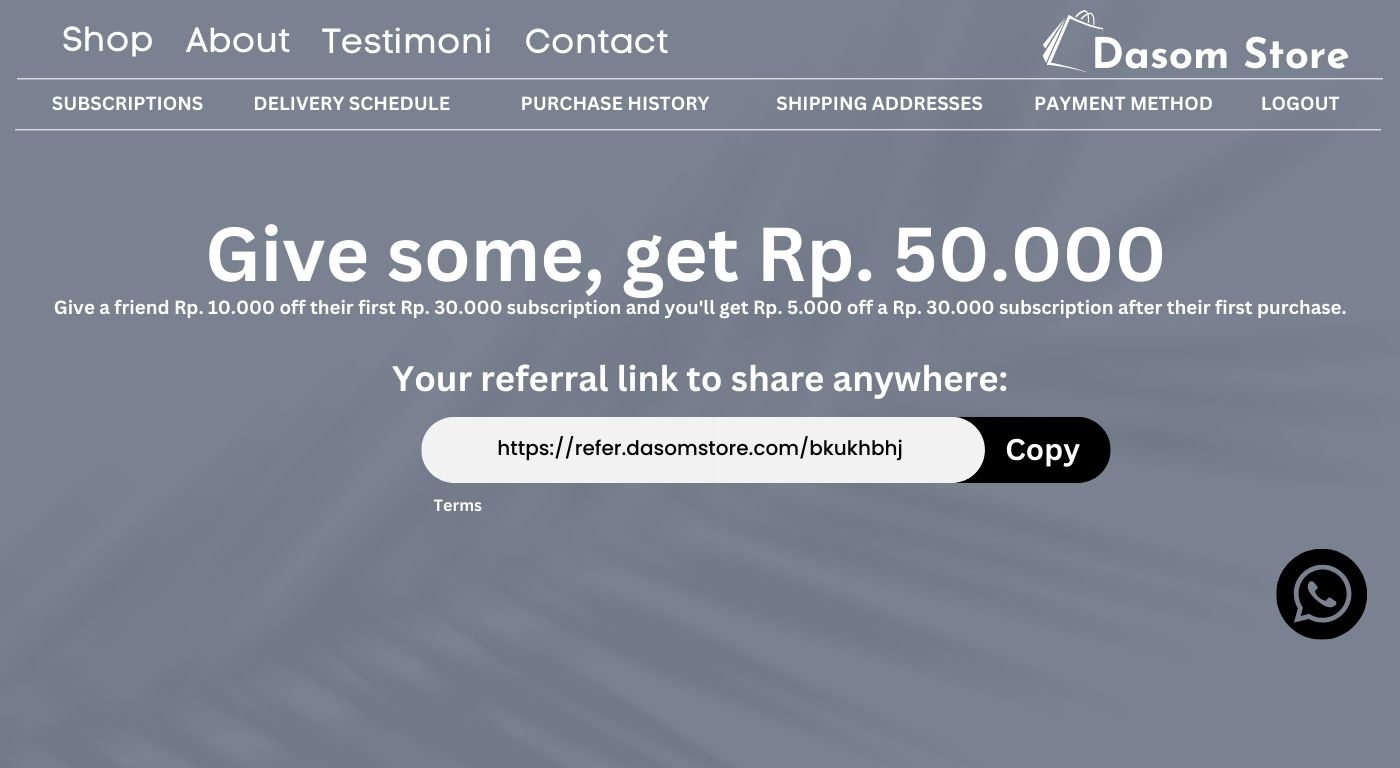 Shop About Testimoni Contact
Dasom Store
SUBSCRIPTIONS DELIVERY SCHEDULE PURCHASE HISTORY SHIPPING ADDRESSES PAYMENT METHOD LOGOUT
Give some, get Rp. 50.000
Give a friend Rp. 10.000 off their first Rp. 30.000 subscription and you'll get Rp. 5.000 off a Rp. 30.000 subscription after their first purchase.
Your referral link to share anywhere:
https://refer.dasomstore.com/bkukhbhj Copy
Terms